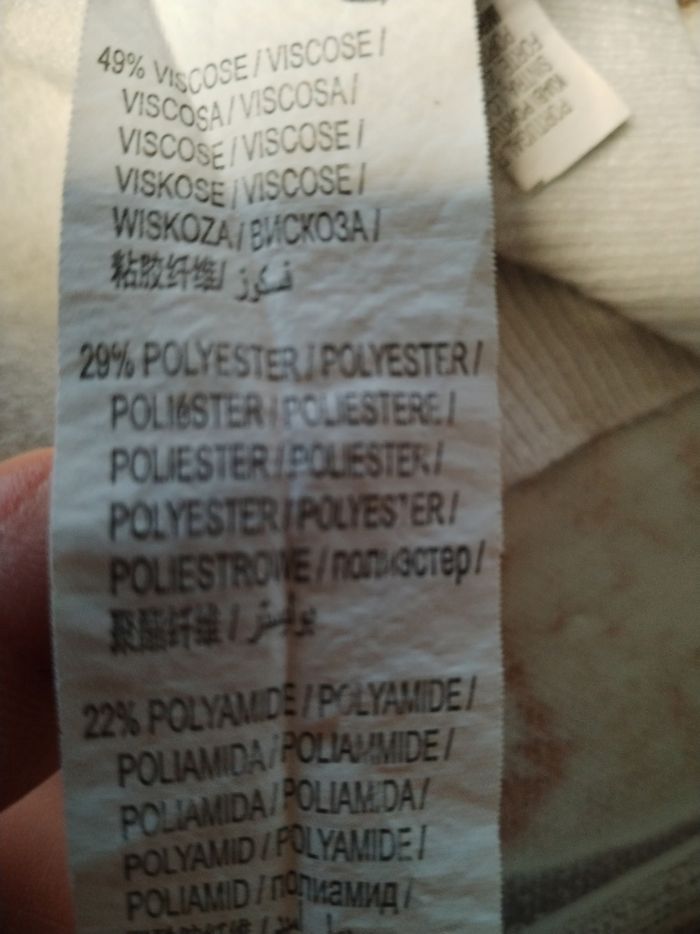 49% VISCOSE / VISCOSE /
VISCOSA / VISCOSA /
VISCOSE / VISCOSE /
VISKOSE / VISCOSE /
WISKOZA / ВИСКОЗА /
粘胶纤维 / فسكوز
29% POLYESTER / POLYESTER /
POLIÉSTER / POLIESTERE /
POLIESTER / POLIESTER /
POLYESTER / POLYESTER /
POLIESTROWE / полиэстер /
聚酯纤维 / بوليستر
22% POLYAMIDE / POLYAMIDE /
POLIAMIDA / POLIAMMIDE /
POLIAMIDA / POLIAMIDA /
POLYAMID / POLYAMIDE /
POLIAMID / полиамид /